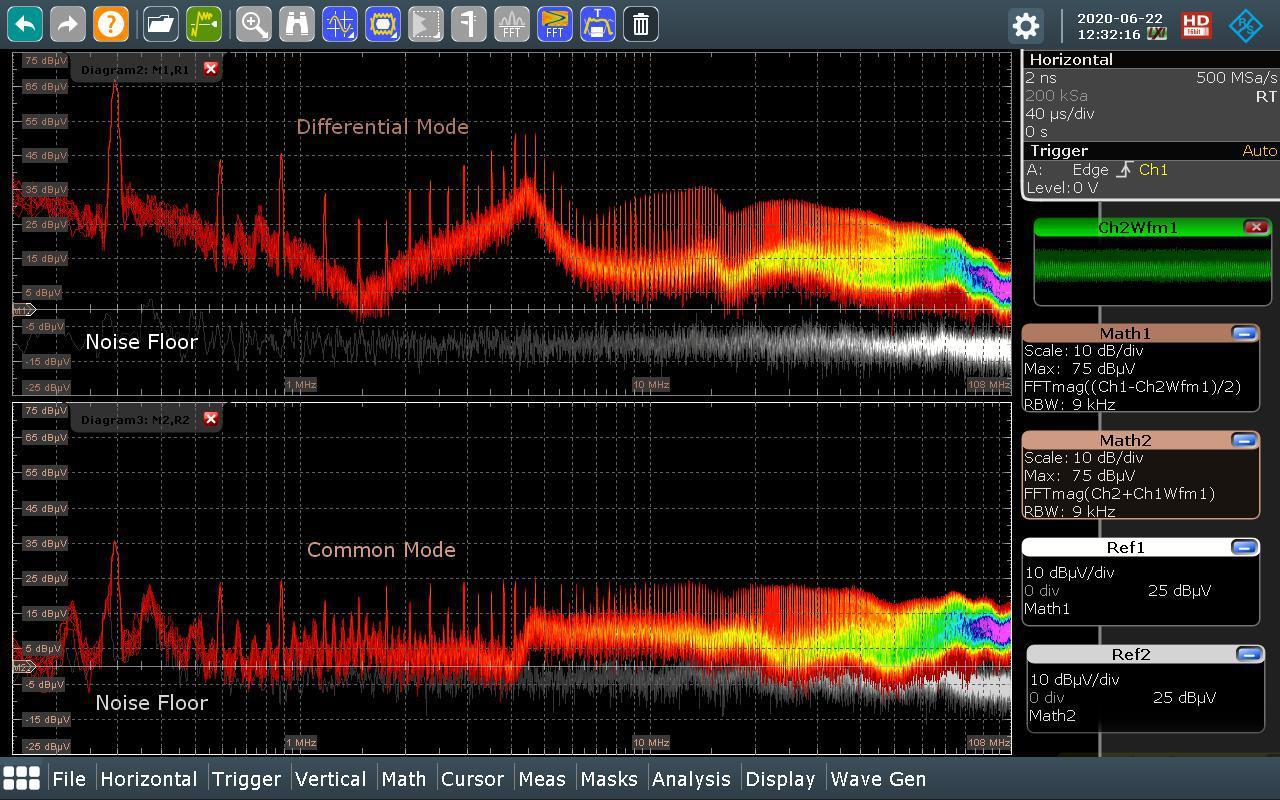 FFT
FFT
T
2020-06-22
12:32:16
HD
16bit
R&S
75 dBµV
Diagram2: M1,R1
65 dBµV
55 dBµV
Differential Mode
45 dBµV
35 dBµV
25 dBµV
15 dBµV
5 dBµV
M1
-5 dBµV
Noise Floor
-15 dBµV
-25 dBµV
1 MHz
10 MHz
108 MHz
75 dBµV
Diagram3: M2,R2
65 dBµV
55 dBµV
45 dBµV
35 dBµV
Common Mode
25 dBµV
15 dBµV
5 dBµV
M2
-5 dBµV
Noise Floor
-15 dBµV
-25 dBµV
1 MHz
10 MHz
108 MHz
Horizontal
2 ns 500 MSa/s
200 kSa RT
40 µs/div
0 s
Trigger Auto
A: Edge Ch1
Level:0 V
Ch2Wfm1
Math1
Scale: 10 dB/div
Max: 75 dBµV
FFTmag((Ch1-Ch2Wfm1)/2)
RBW: 9 kHz
Math2
Scale: 10 dB/div
Max: 75 dBµV
FFTmag(Ch2+Ch1Wfm1)
RBW: 9 kHz
Ref1
10 dBµV/div
0 div 25 dBµV
Math1
Ref2
10 dBµV/div
0 div 25 dBµV
Math2
File Horizontal Trigger Vertical Math Cursor Meas Masks Analysis Display Wave Gen